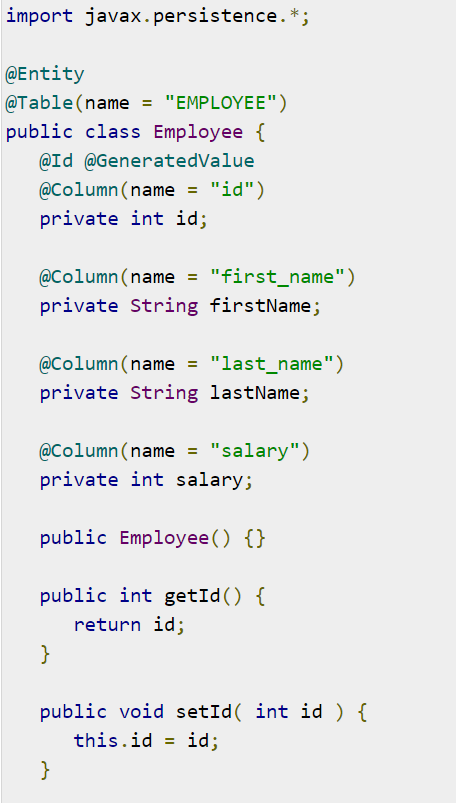 import javax.persistence.*;
@Entity
@Table(name = "EMPLOYEE")
public class Employee {
@Id @GeneratedValue
@Column(name = "id")
private int id;
@Column(name = "first_name")
private String firstName;
@Column(name = "last_name")
private String lastName;
@Column(name = "salary")
private int salary;
public Employee() {}
public int getId() {
return id;
}
public void setId( int id ) {
this.id = id;
}